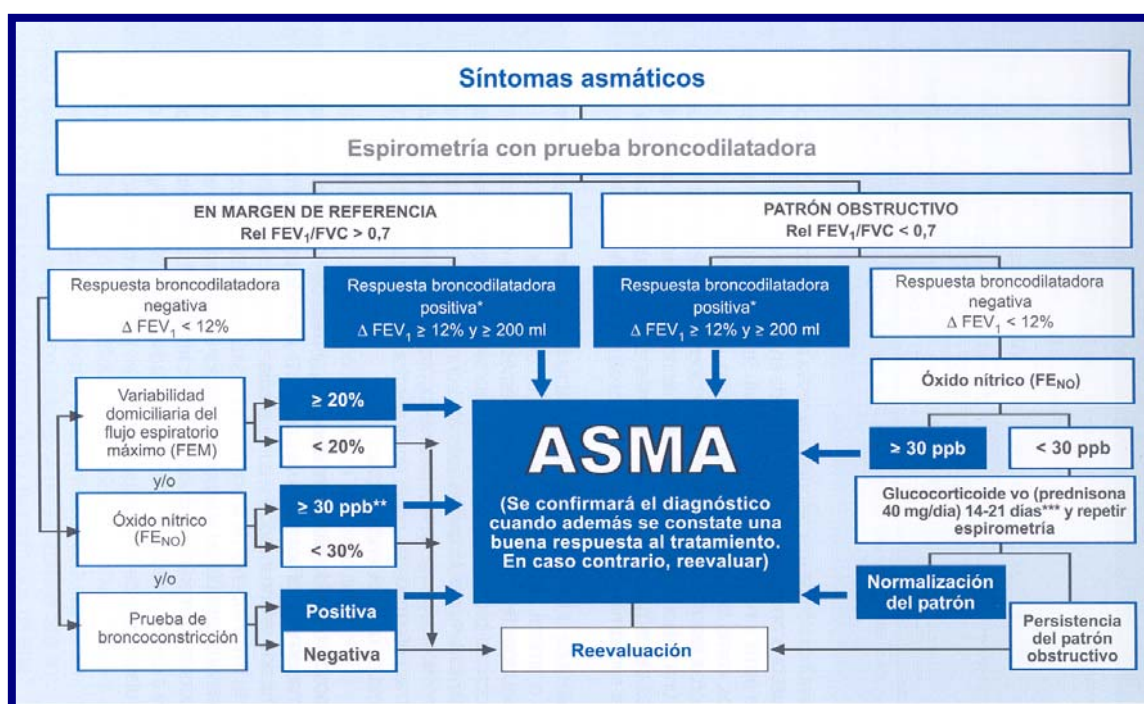 Síntomas asmáticos
Espirometría con prueba broncodilatadora
EN MARGEN DE REFERENCIA
Rel FEV₁/FVC > 0,7
PATRÓN OBSTRUCTIVO
Rel FEV₁/FVC < 0,7
Respuesta broncodilatadora
negativa
Δ FEV₁ < 12%
Respuesta broncodilatadora
positiva*
Δ FEV₁ ≥ 12% y ≥ 200 ml
Respuesta broncodilatadora
positiva*
Δ FEV₁ ≥ 12% y ≥ 200 ml
Respuesta broncodilatadora
negativa
Δ FEV₁ < 12%
Variabilidad
domiciliaria del
flujo espiratorio
máximo (FEM)
≥ 20%
< 20%
y/o
Óxido nítrico
(FE_NO)
≥ 30 ppb**
< 30%
y/o
Prueba de
broncoconstricción
Positiva
Negativa
ASMA
(Se confirmará el diagnóstico
cuando además se constate una
buena respuesta al tratamiento.
En caso contrario, reevaluar)
Reevaluación
Óxido nítrico (FE_NO)
≥ 30 ppb
< 30 ppb
Glucocorticoide vo (prednisona
40 mg/día) 14-21 días*** y repetir
espirometría
Normalización
del patrón
Persistencia
del patrón
obstructivo